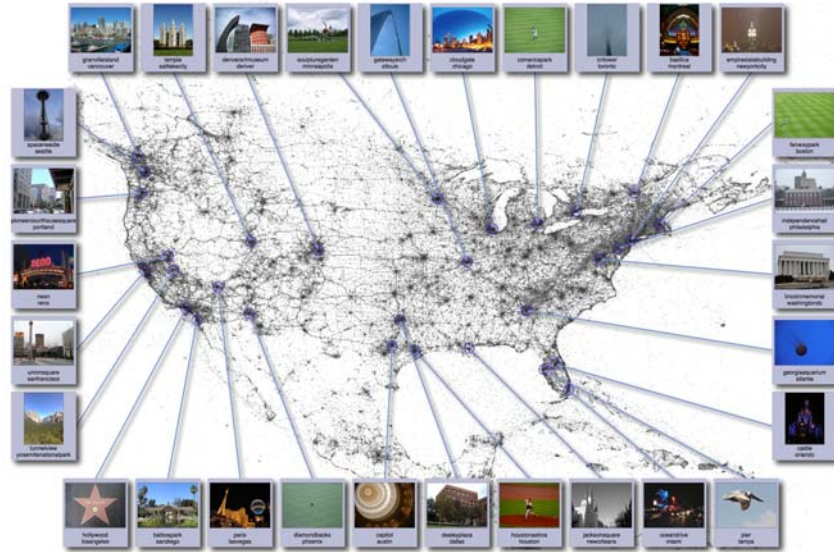 granvilleisland
vancouver
temple
saltlakecity
denverartmuseum
denver
sculpturegarden
minneapolis
gatewayarch
stlouis
cloudgate
chicago
comericapark
detroit
cntower
toronto
basilica
montreal
empirestatebuilding
newyorkcity
spaceneedle
seattle
fenwaypark
boston
pioneercourthousesquare
portland
independencehall
philadelphia
RENO
neon
reno
lincolnmemorial
washingtondc
unionsquare
sanfrancisco
georgiaaquarium
atlanta
tunnelview
yosemitenationalpark
castle
orlando
hollywood
losangeles
balboapark
sandiego
paris
lasvegas
diamondbacks
phoenix
capitol
austin
dealeyplaza
dallas
houstonastros
houston
jacksonsquare
neworleans
oceandrive
miami
pier
tampa